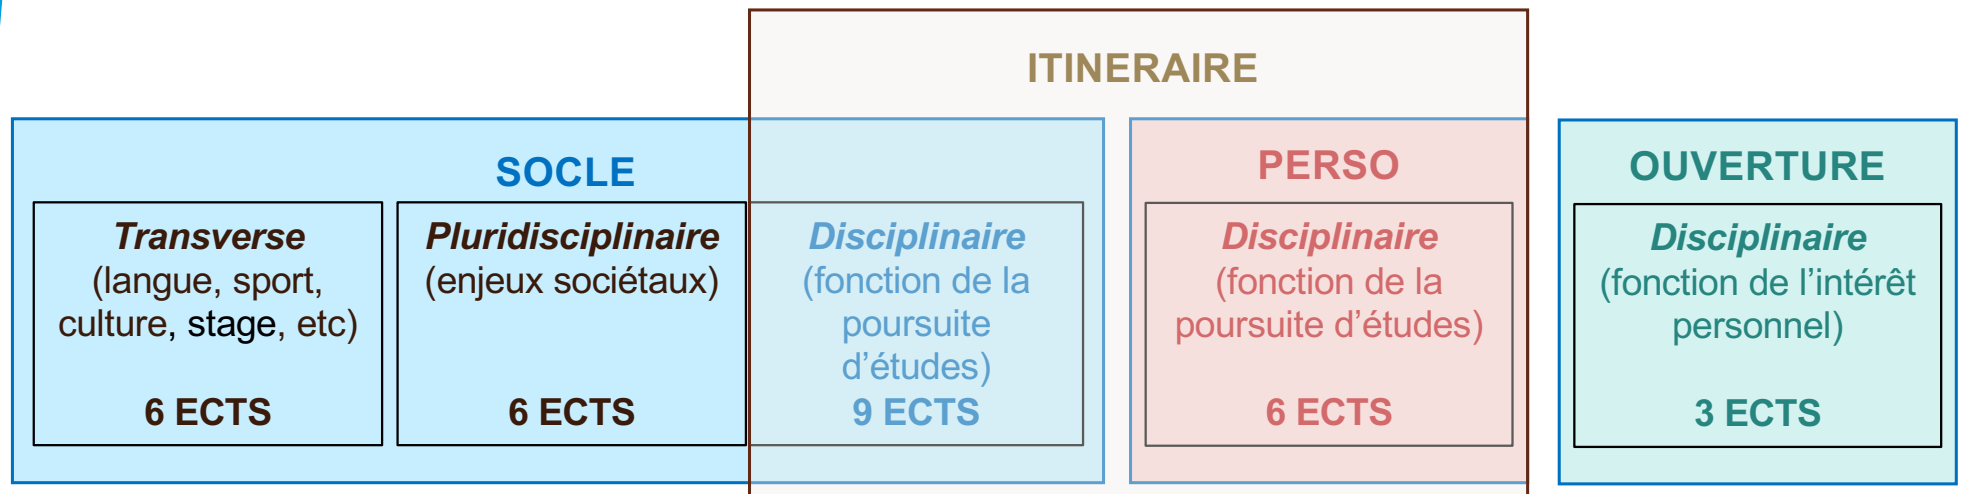 ITINERAIRE
SOCLE
Transverse
(langue, sport,
culture, stage, etc)
6 ECTS
Pluridisciplinaire
(enjeux sociétaux)
6 ECTS
Disciplinaire
(fonction de la
poursuite
d’études)
9 ECTS
PERSO
Disciplinaire
(fonction de la
poursuite d’études)
6 ECTS
OUVERTURE
Disciplinaire
(fonction de l’intérêt
personnel)
3 ECTS